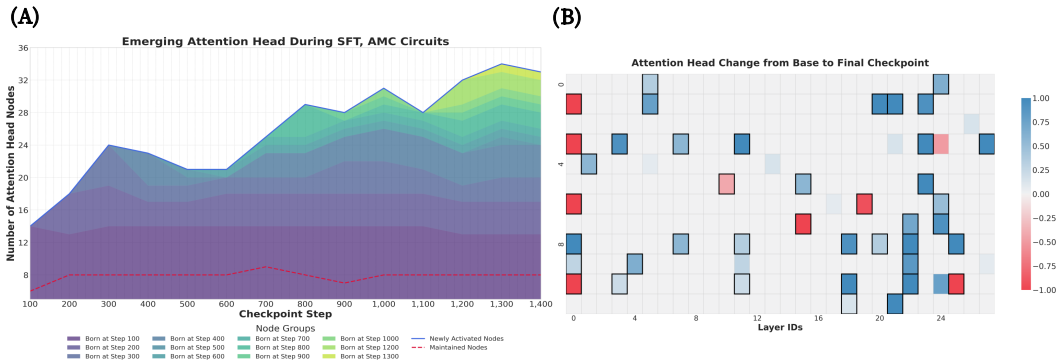 (A)
(B)
Emerging Attention Head During SFT, AMC Circuits
Number of Attention Head Nodes
36
32
28
24
20
16
12
8
100 200 300 400 500 600 700 800 900 1,000 1,100 1,200 1,300 1,400
Checkpoint Step
Node Groups
Born at Step 100 Born at Step 400 Born at Step 700 Born at Step 1000 Newly Activated Nodes
Born at Step 200 Born at Step 500 Born at Step 800 Born at Step 1200 Maintained Nodes
Born at Step 300 Born at Step 600 Born at Step 900 Born at Step 1300
Attention Head Change from Base to Final Checkpoint
0
4
8
0 4 8 12 16 20 24
Layer IDs
1.00
0.75
0.50
0.25
0.00
−0.25
−0.50
−0.75
−1.00